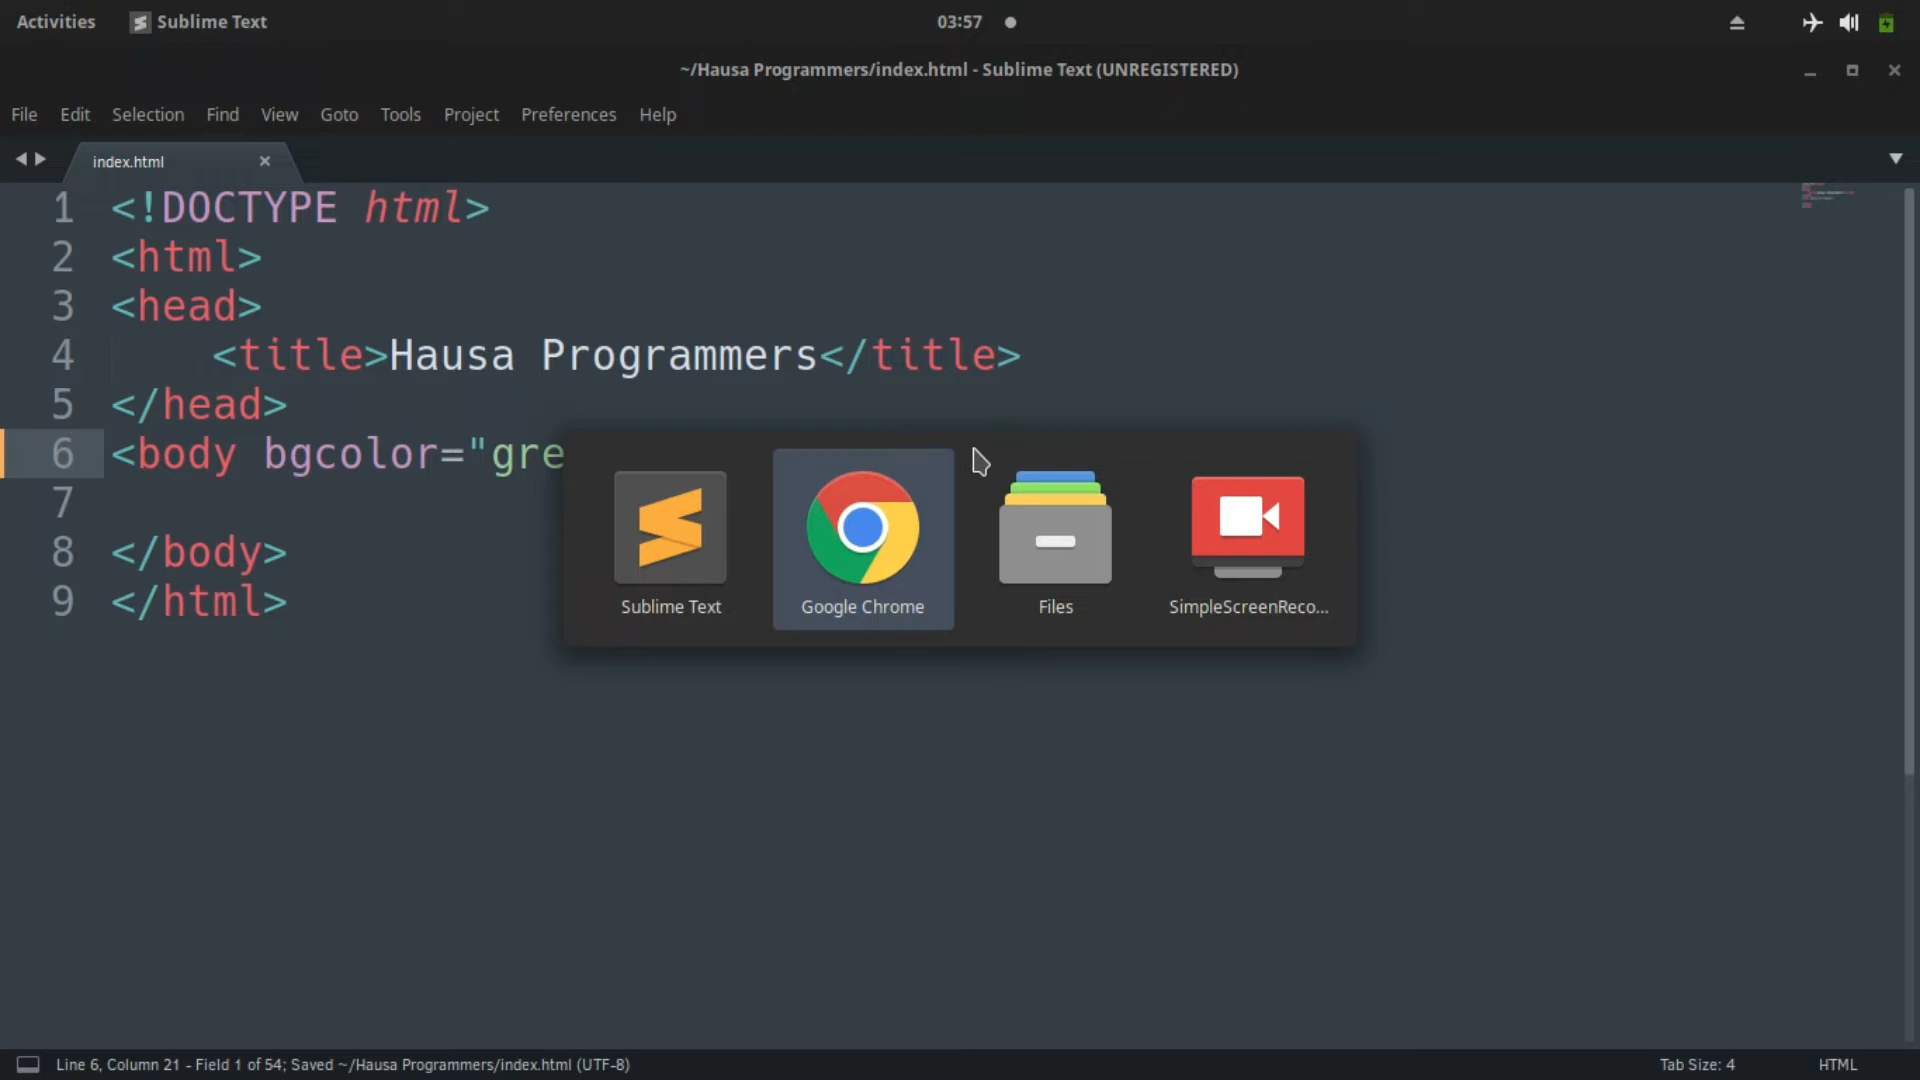 Activities Sublime Text 03:57
~/Hausa Programmers/index.html - Sublime Text (UNREGISTERED)
File Edit Selection Find View Goto Tools Project Preferences Help
index.html
1 <!DOCTYPE html>
2 <html>
3 <head>
4 <title>Hausa Programmers</title>
5 </head>
6 <body bgcolor="gre
7
8 </body>
9 </html>
Sublime Text Google Chrome Files SimpleScreenReco...
Line 6, Column 21 - Field 1 of 54; Saved ~/Hausa Programmers/index.html (UTF-8) Tab Size: 4 HTML